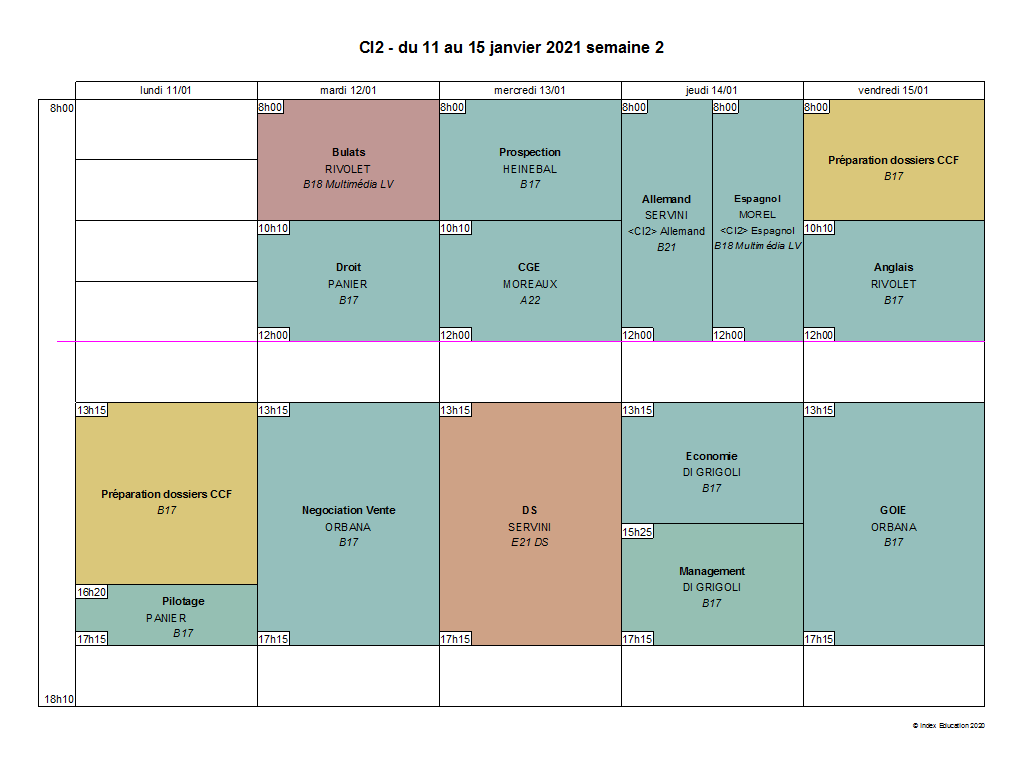 CI2 - du 11 au 15 janvier 2021 semaine 2
lundi 11/01
mardi 12/01
mercredi 13/01
jeudi 14/01
vendredi 15/01
8h00
18h10
13h15
Préparation dossiers CCF
B17
16h20
Pilotage
PANIER
B17
17h15
8h00
Bulats
RIVOLET
B18 Multimédia LV
10h10
Droit
PANIER
B17
12h00
13h15
Negociation Vente
ORBANA
B17
17h15
8h00
Prospection
HEINEBAL
B17
10h10
CGE
MOREAUX
A22
12h00
13h15
DS
SERVINI
E21 DS
17h15
8h00
Allemand
SERVINI
<CI2> Allemand
B21
12h00
8h00
Espagnol
MOREL
<CI2> Espagnol
B18 Multimédia LV
12h00
13h15
Economie
DI GRIGOLI
B17
15h25
Management
DI GRIGOLI
B17
17h15
8h00
Préparation dossiers CCF
B17
10h10
Anglais
RIVOLET
B17
12h00
13h15
GOIE
ORBANA
B17
17h15
© Index Education 2020